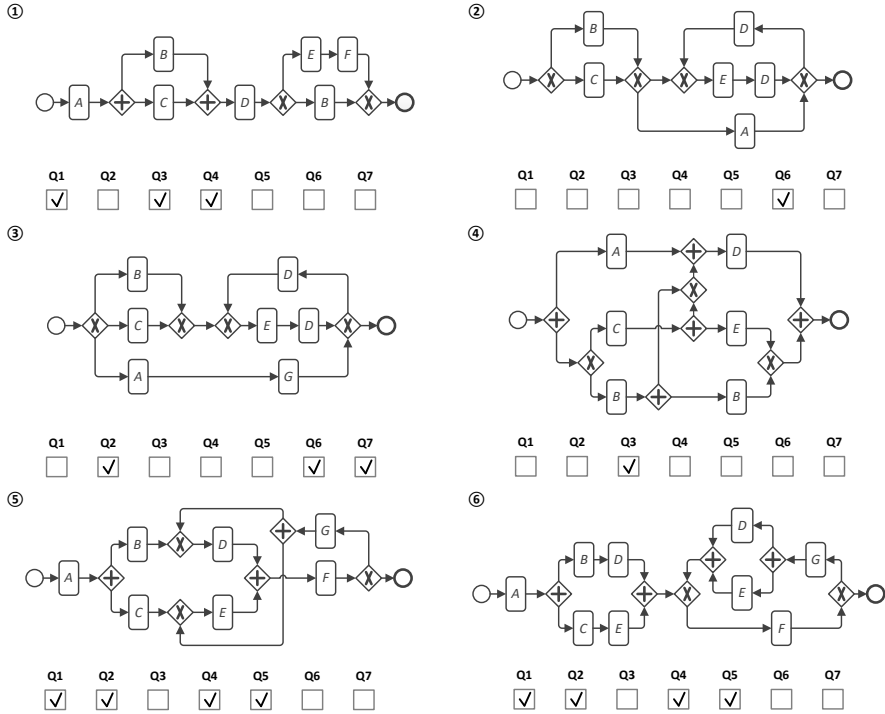 ①
B E F
A C D B
Q1 Q2 Q3 Q4 Q5 Q6 Q7
②
B D
C E D
A
Q1 Q2 Q3 Q4 Q5 Q6 Q7
③
B D
C E D
A G
Q1 Q2 Q3 Q4 Q5 Q6 Q7
④
A D
C E
B B
Q1 Q2 Q3 Q4 Q5 Q6 Q7
⑤
B D G
A F
C E
Q1 Q2 Q3 Q4 Q5 Q6 Q7
⑥
D
B D G
A E
C E F
Q1 Q2 Q3 Q4 Q5 Q6 Q7